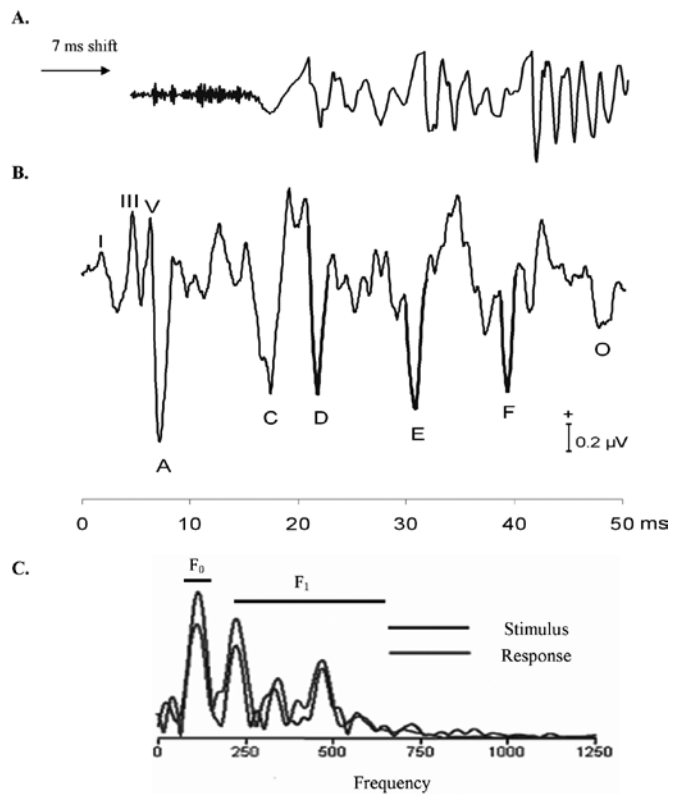 A.
7 ms shift
B.
I III V
A C D E F O
+
0.2 µV
0 10 20 30 40 50 ms
C.
F₀ F₁
Stimulus
Response
0 250 500 750 1000 1250
Frequency